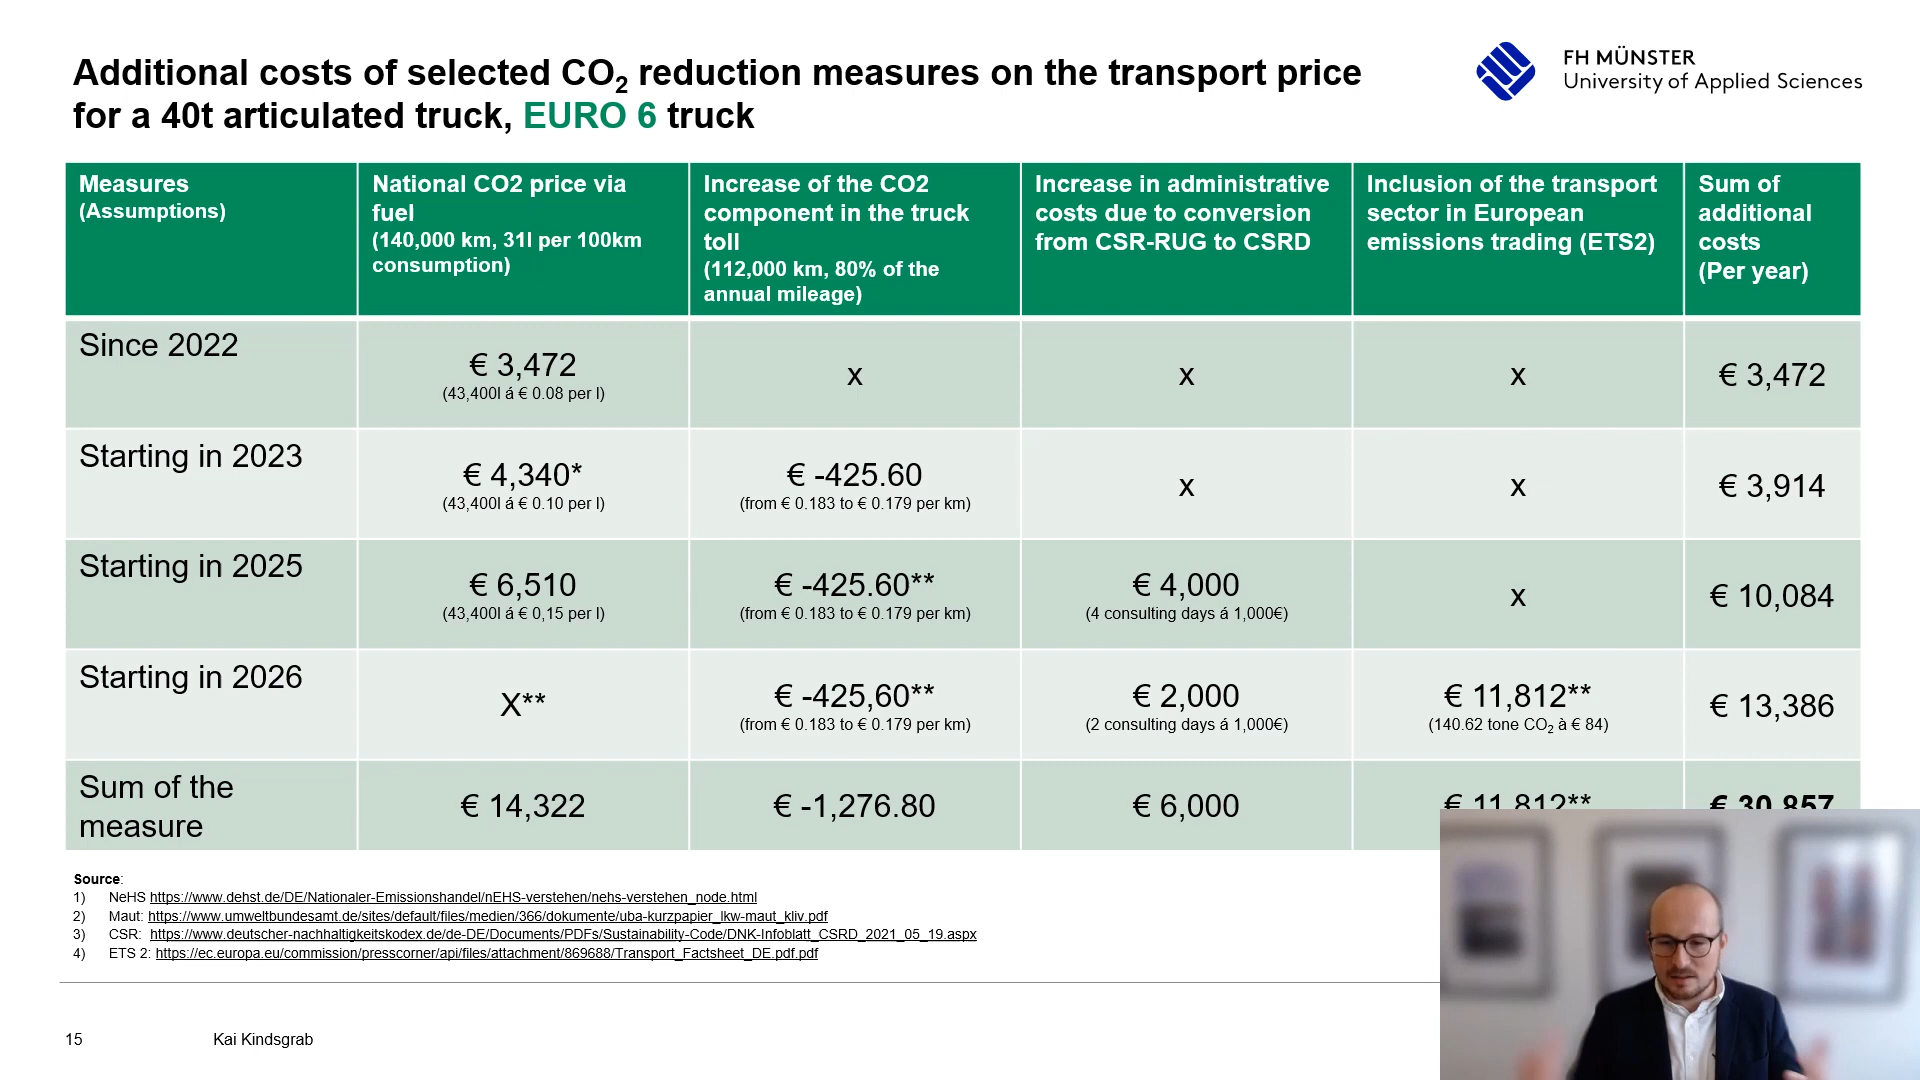 Additional costs of selected CO2 reduction measures on the transport price
for a 40t articulated truck, EURO 6 truck
FH MÜNSTER
University of Applied Sciences
Measures
(Assumptions)
National CO2 price via
fuel
(140,000 km, 31l per 100km
consumption)
Increase of the CO2
component in the truck
toll
(112,000 km, 80% of the
annual mileage)
Increase in administrative
costs due to conversion
from CSR-RUG to CSRD
Inclusion of the transport
sector in European
emissions trading (ETS2)
Sum of
additional
costs
(Per year)
Since 2022
€ 3,472
(43,400l á € 0.08 per l)
x
x
x
€ 3,472
Starting in 2023
€ 4,340*
(43,400l á € 0.10 per l)
€ -425.60
(from € 0.183 to € 0.179 per km)
x
x
€ 3,914
Starting in 2025
€ 6,510
(43,400l á € 0,15 per l)
€ -425.60**
(from € 0.183 to € 0.179 per km)
€ 4,000
(4 consulting days á 1,000€)
x
€ 10,084
Starting in 2026
X**
€ -425,60**
(from € 0.183 to € 0.179 per km)
€ 2,000
(2 consulting days á 1,000€)
€ 11,812**
(140.62 tone CO2 à € 84)
€ 13,386
Sum of the
measure
€ 14,322
€ -1,276.80
€ 6,000
€ 11,812**
€ 30,857
Source:
1) NeHS https://www.dehst.de/DE/Nationaler-Emissionshandel/nEHS-verstehen/nehs-verstehen_node.html
2) Maut: https://www.umweltbundesamt.de/sites/default/files/medien/366/dokumente/uba-kurzpapier_lkw-maut_kliv.pdf
3) CSR: https://www.deutscher-nachhaltigkeitskodex.de/de-DE/Documents/PDFs/Sustainability-Code/DNK-Infoblatt_CSRD_2021_05_19.aspx
4) ETS 2: https://ec.europa.eu/commission/presscorner/api/files/attachment/869688/Transport_Factsheet_DE.pdf.pdf
15
Kai Kindsgrab